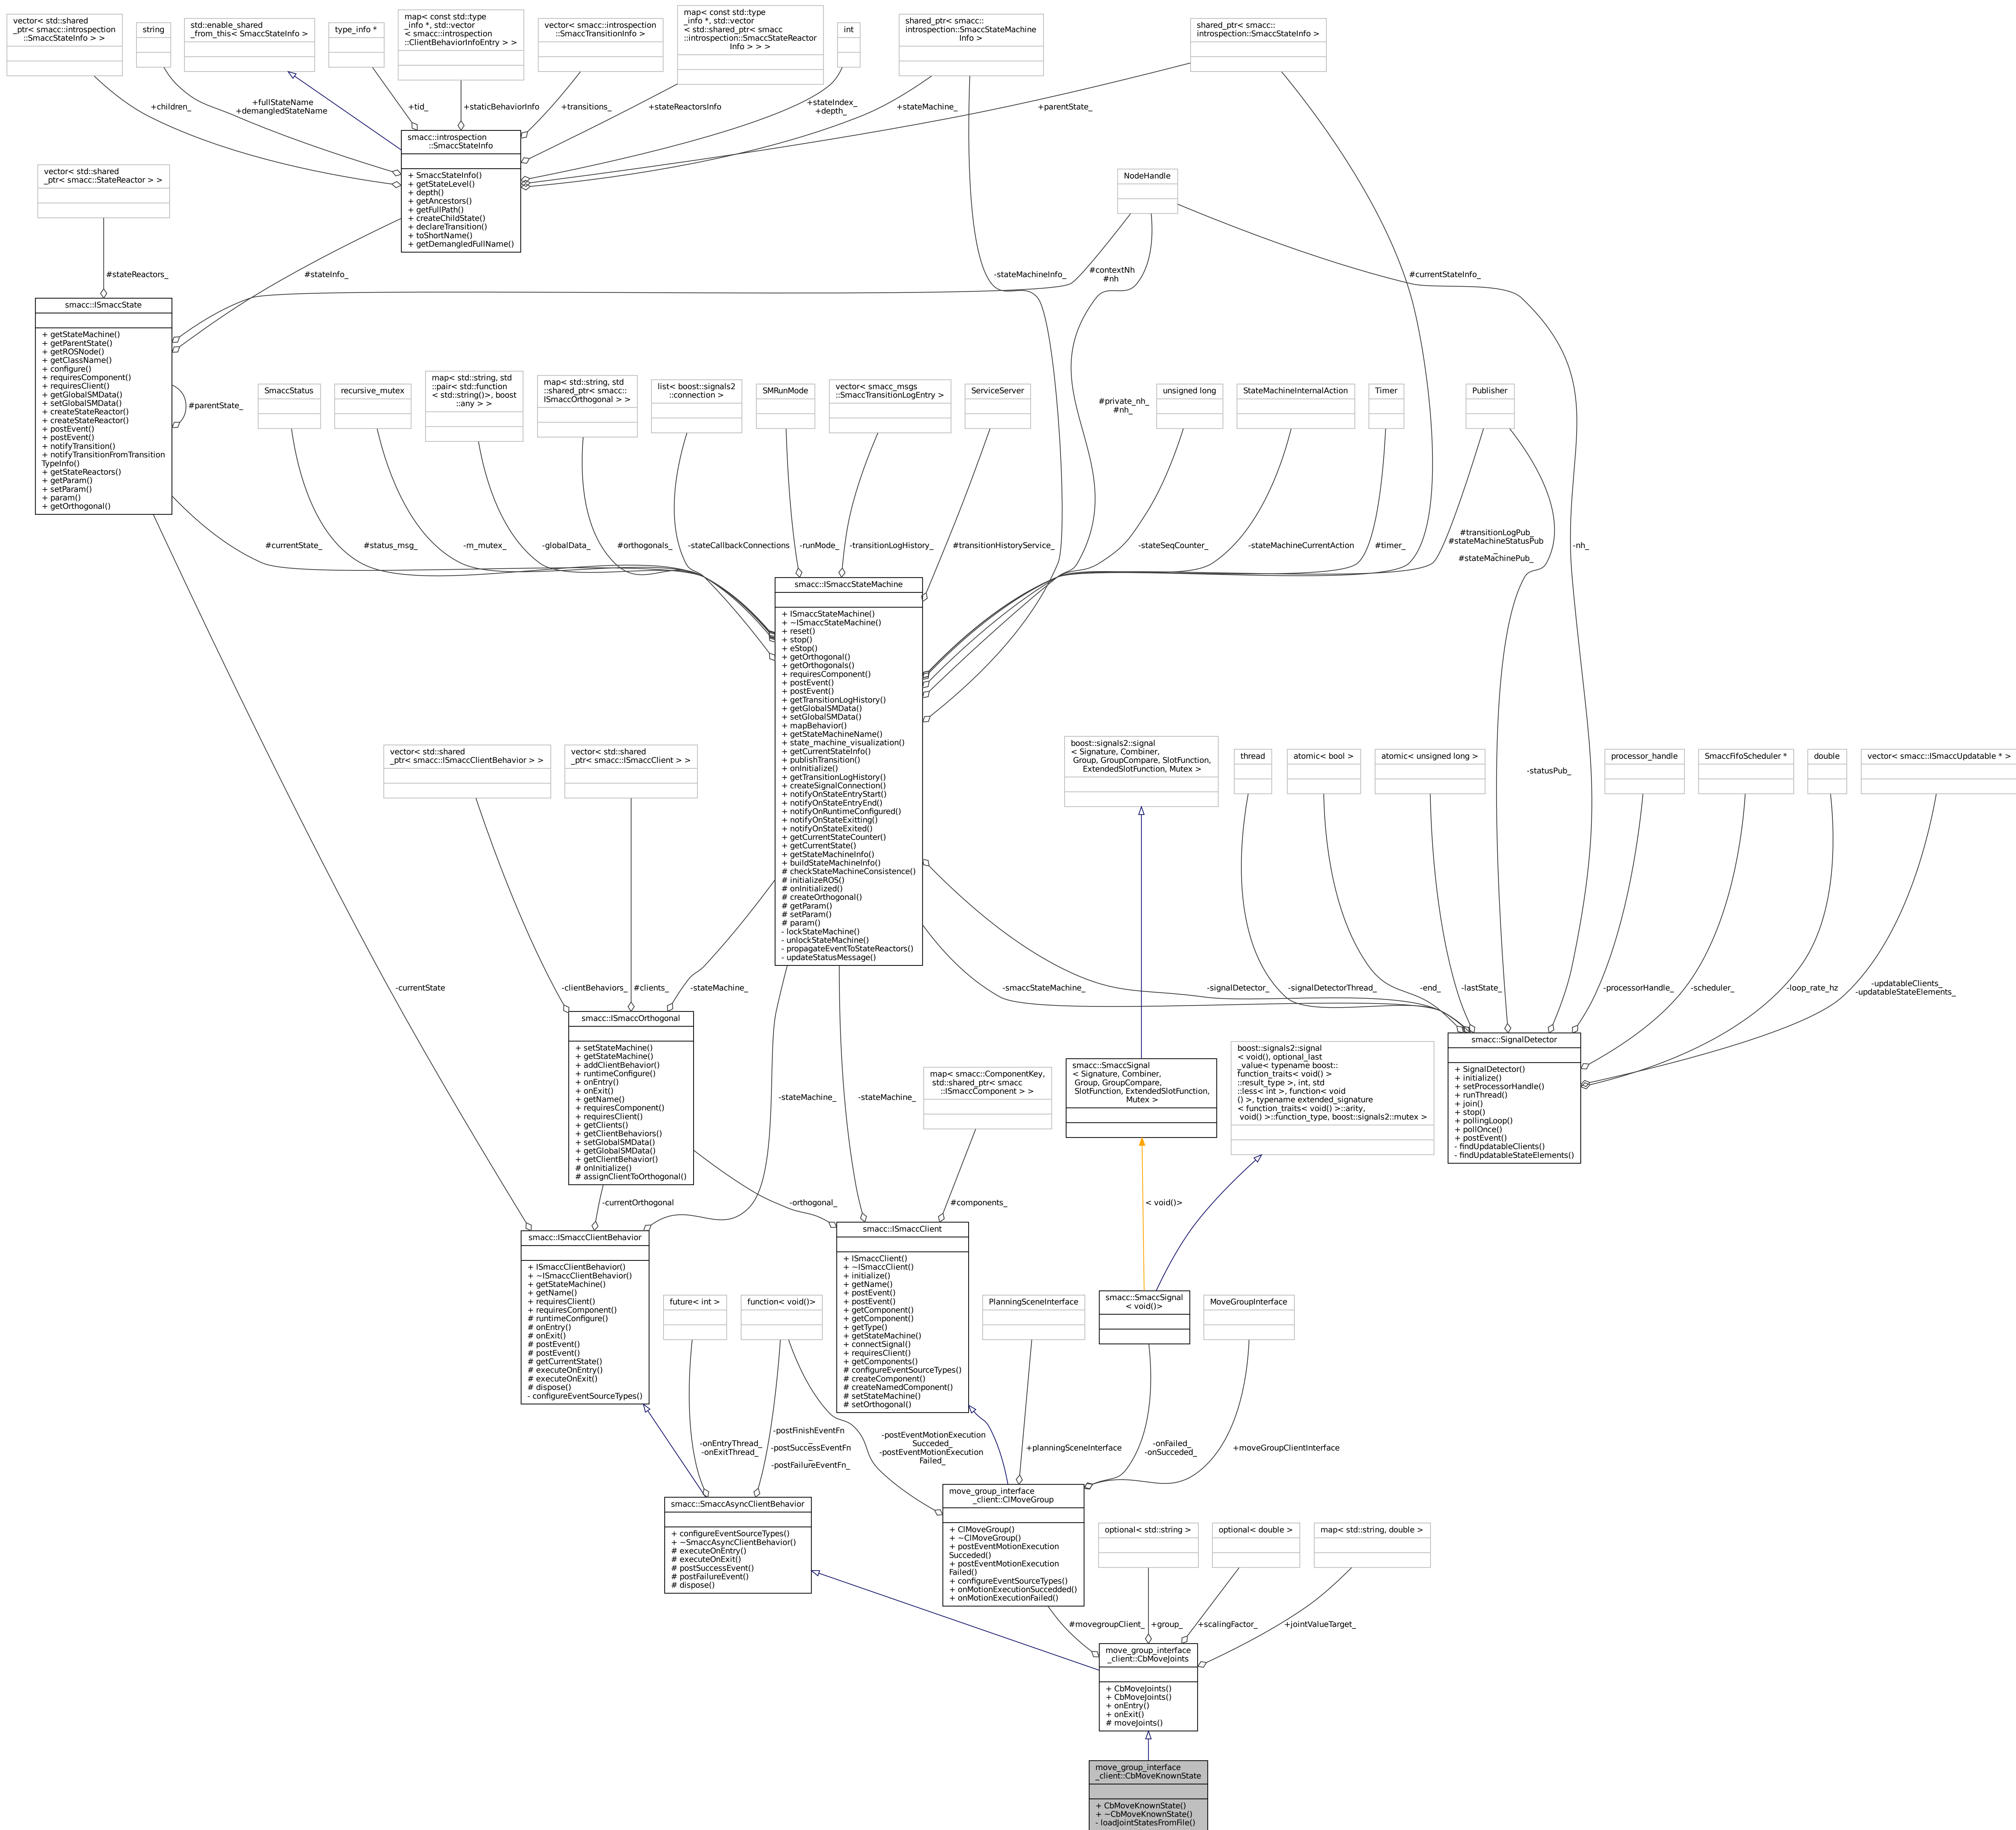 vector< std::shared
_ptr< smacc::introspection
::SmaccStateInfo > >
string
std::enable_shared
_from_this< SmaccStateInfo >
type_info *
map< const std::type
_info *, std::vector
< smacc::introspection
::ClientBehaviorInfoEntry > >
vector< smacc::introspection
::SmaccTransitionInfo >
map< const std::type
_info *, std::vector
< std::shared_ptr< smacc
::introspection::SmaccStateReactor
Info > > >
int
shared_ptr< smacc::
introspection::SmaccStateMachine
Info >
shared_ptr< smacc::
introspection::SmaccStateInfo >
+children_
+fullStateName
+demangledStateName
+tid_
+staticBehaviorInfo
+transitions_
+stateReactorsInfo
+stateIndex_
+depth_
+stateMachine_
+parentState_
smacc::introspection
::SmaccStateInfo
+ SmaccStateInfo()
+ getStateLevel()
+ depth()
+ getAncestors()
+ getFullPath()
+ createChildState()
+ declareTransition()
+ toShortName()
+ getDemangledFullName()
vector< std::shared
_ptr< smacc::StateReactor > >
NodeHandle
#stateReactors_
#stateInfo_
-stateMachineInfo_
#contextNh
#nh
#currentStateInfo_
smacc::ISmaccState
+ getStateMachine()
+ getParentState()
+ getROSNode()
+ getClassName()
+ configure()
+ requiresComponent()
+ requiresClient()
+ getGlobalSMData()
+ setGlobalSMData()
+ createStateReactor()
+ createStateReactor()
+ postEvent()
+ postEvent()
+ notifyTransition()
+ notifyTransitionFromTransition
TypeInfo()
+ getStateReactors()
+ getParam()
+ setParam()
+ param()
+ getOrthogonal()
#parentState_
SmaccStatus
recursive_mutex
map< std::string, std
::pair< std::function
< std::string()>, boost
::any > >
map< std::string, std
::shared_ptr< smacc::
ISmaccOrthogonal > >
list< boost::signals2
::connection >
SMRunMode
vector< smacc_msgs
::SmaccTransitionLogEntry >
ServiceServer
#private_nh_
#nh_
unsigned long
StateMachineInternalAction
Timer
Publisher
#currentState_
#status_msg_
-m_mutex_
-globalData_
#orthogonals_
-stateCallbackConnections
-runMode_
-transitionLogHistory_
#transitionHistoryService_
-stateSeqCounter_
-stateMachineCurrentAction
#timer_
#transitionLogPub_
#stateMachineStatusPub
_
#stateMachinePub_
-nh_
smacc::ISmaccStateMachine
+ ISmaccStateMachine()
+ ~ISmaccStateMachine()
+ reset()
+ stop()
+ eStop()
+ getOrthogonal()
+ getOrthogonals()
+ requiresComponent()
+ postEvent()
+ postEvent()
+ getTransitionLogHistory()
+ getGlobalSMData()
+ setGlobalSMData()
+ mapBehavior()
+ getStateMachineName()
+ state_machine_visualization()
+ getCurrentStateInfo()
+ publishTransition()
+ onInitialize()
+ getTransitionLogHistory()
+ createSignalConnection()
+ notifyOnStateEntryStart()
+ notifyOnStateEntryEnd()
+ notifyOnRuntimeConfigured()
+ notifyOnStateExitting()
+ notifyOnStateExited()
+ getCurrentStateCounter()
+ getCurrentState()
+ getStateMachineInfo()
+ buildStateMachineInfo()
# checkStateMachineConsistence()
# initializeROS()
# onInitialized()
# createOrthogonal()
# getParam()
# setParam()
# param()
- lockStateMachine()
- unlockStateMachine()
- propagateEventToStateReactors()
- updateStatusMessage()
vector< std::shared
_ptr< smacc::ISmaccClientBehavior > >
vector< std::shared
_ptr< smacc::ISmaccClient > >
boost::signals2::signal
< Signature, Combiner,
Group, GroupCompare, SlotFunction,
ExtendedSlotFunction, Mutex >
thread
atomic< bool >
atomic< unsigned long >
-statusPub_
processor_handle
SmaccFifoScheduler *
double
vector< smacc::ISmaccUpdatable * >
-currentState
-clientBehaviors_
#clients_
-stateMachine_
-smaccStateMachine_
-signalDetector_
-signalDetectorThread_
-end_
-lastState_
-processorHandle_
-scheduler_
-loop_rate_hz
-updatableClients_
-updatableStateElements_
smacc::ISmaccOrthogonal
+ setStateMachine()
+ getStateMachine()
+ addClientBehavior()
+ runtimeConfigure()
+ onEntry()
+ onExit()
+ getName()
+ requiresComponent()
+ requiresClient()
+ getClients()
+ getClientBehaviors()
+ setGlobalSMData()
+ getGlobalSMData()
+ getClientBehavior()
# onInitialize()
# assignClientToOrthogonal()
smacc::SignalDetector
+ SignalDetector()
+ initialize()
+ setProcessorHandle()
+ runThread()
+ join()
+ stop()
+ pollingLoop()
+ pollOnce()
+ postEvent()
- findUpdatableClients()
- findUpdatableStateElements()
boost::signals2::signal
< void(), optional_last
_value< typename boost::
function_traits< void() >
::result_type >, int, std
::less< int >, function< void
() >, typename extended_signature
< function_traits< void() >::arity,
void() >::function_type, boost::signals2::mutex >
smacc::SmaccSignal
< Signature, Combiner,
Group, GroupCompare,
SlotFunction, ExtendedSlotFunction,
Mutex >
map< smacc::ComponentKey,
std::shared_ptr< smacc
::ISmaccComponent > >
-stateMachine_
-stateMachine_
-currentOrthogonal
-orthogonal_
#components_
< void()>
smacc::ISmaccClientBehavior
+ ISmaccClientBehavior()
+ ~ISmaccClientBehavior()
+ getStateMachine()
+ getName()
+ requiresClient()
+ requiresComponent()
# runtimeConfigure()
# onEntry()
# onExit()
# postEvent()
# postEvent()
# getCurrentState()
# executeOnEntry()
# executeOnExit()
# dispose()
- configureEventSourceTypes()
smacc::ISmaccClient
+ ISmaccClient()
+ ~ISmaccClient()
+ initialize()
+ getName()
+ postEvent()
+ postEvent()
+ getComponent()
+ getComponent()
+ getType()
+ getStateMachine()
+ connectSignal()
+ requiresClient()
+ getComponents()
# configureEventSourceTypes()
# createComponent()
# createNamedComponent()
# setStateMachine()
# setOrthogonal()
future< int >
function< void()>
PlanningSceneInterface
smacc::SmaccSignal
< void()>
MoveGroupInterface
-onEntryThread_
-onExitThread_
-postFinishEventFn
_
-postSuccessEventFn
_
-postFailureEventFn_
-postEventMotionExecution
Succeded_
-postEventMotionExecution
Failed_
+planningSceneInterface
-onFailed_
-onSucceded_
+moveGroupClientInterface
smacc::SmaccAsyncClientBehavior
+ configureEventSourceTypes()
+ ~SmaccAsyncClientBehavior()
# executeOnEntry()
# executeOnExit()
# postSuccessEvent()
# postFailureEvent()
# dispose()
move_group_interface
_client::ClMoveGroup
+ ClMoveGroup()
+ ~ClMoveGroup()
+ postEventMotionExecution
Succeded()
+ postEventMotionExecution
Failed()
+ configureEventSourceTypes()
+ onMotionExecutionSuccedded()
+ onMotionExecutionFailed()
optional< std::string >
optional< double >
map< std::string, double >
#movegroupClient_
+group_
+scalingFactor_
+jointValueTarget_
move_group_interface
_client::CbMoveJoints
+ CbMoveJoints()
+ CbMoveJoints()
+ onEntry()
+ onExit()
# moveJoints()
move_group_interface
_client::CbMoveKnownState
+ CbMoveKnownState()
+ ~CbMoveKnownState()
- loadJointStatesFromFile()